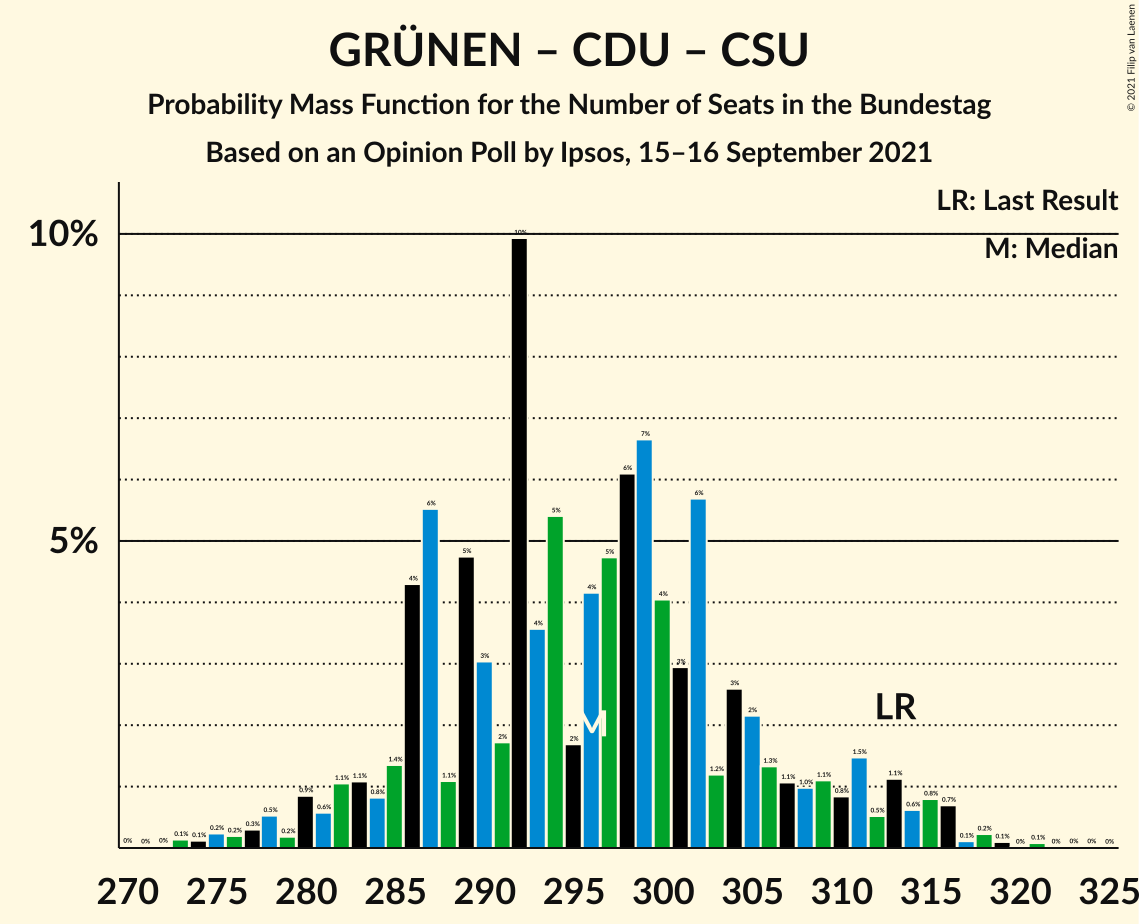 GRÜNEN – CDU – CSU
Probability Mass Function for the Number of Seats in the Bundestag
Based on an Opinion Poll by Ipsos, 15–16 September 2021
© 2021 Filip van Laenen
LR: Last Result
M: Median
10%
5%
0% 0% 0% 0.1% 0.1% 0.2% 0.2% 0.3% 0.5% 0.2% 0.9% 0.6% 1.1% 1.1% 0.8% 1.4% 4% 6% 1.1% 5% 3% 2% 10% 4% 5% 2% 4% 5% 6% 7% 4% 3% 6% 1.2% 3% 2% 1.3% 1.1% 1.0% 1.1% 0.8% 1.5% 0.5% 1.1% 0.6% 0.8% 0.7% 0.1% 0.2% 0.1% 0% 0.1% 0% 0% 0% 0%
M
LR
270 275 280 285 290 295 300 305 310 315 320 325